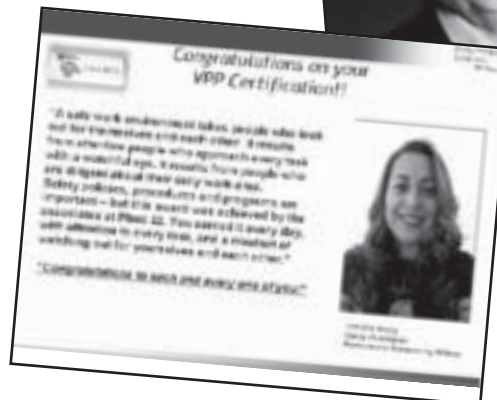 Congratulations on your
VPP Certification!!
"A safe work environment takes people who look
out for themselves and each other. It results
from attentive people who approach every task
with a watchful eye. It results from people who
are diligent about their daily work area.
Safety policies, procedures and programs are
important – but this award was achieved by the
associates at Plant 22. You earned it every day,
with attention to every task, and a mindset of
watching out for yourselves and each other."
"Congratulations to each and every one of you."